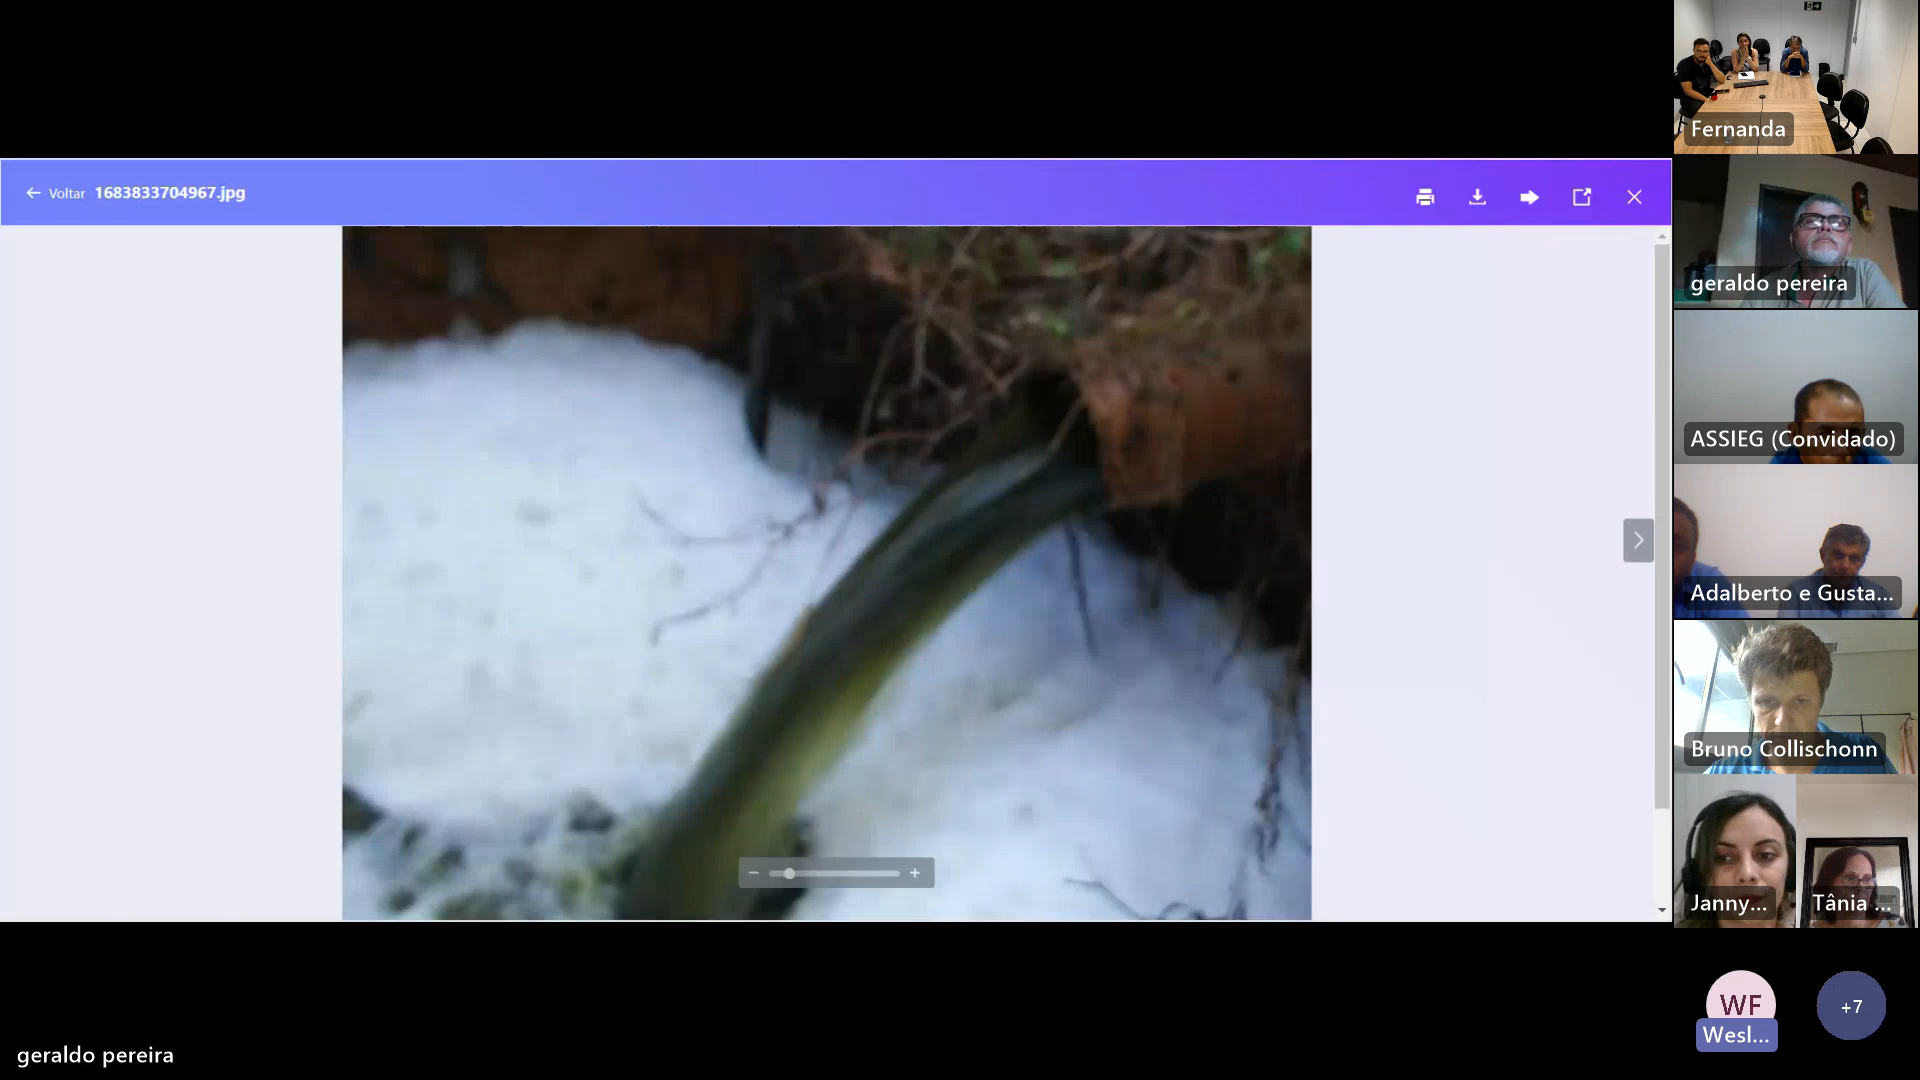 Fernanda
Voltar 1683833704967.jpg
geraldo pereira
ASSIEG (Convidado)
Adalberto e Gusta...
Bruno Collischonn
Janny...
Tânia ...
WF
Wesl...
+7
geraldo pereira